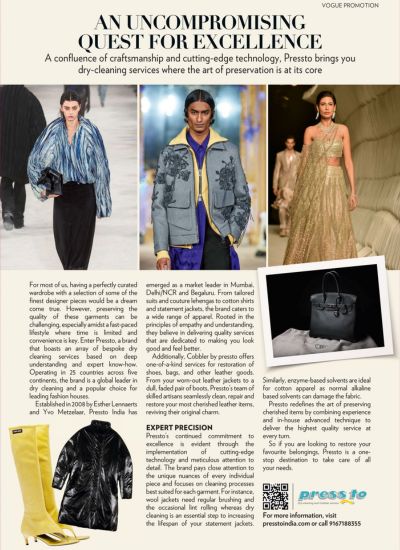 VOGUE PROMOTION
AN UNCOMPROMISING
QUEST FOR EXCELLENCE
A confluence of craftsmanship and cutting-edge technology, Pressto brings you
dry-cleaning services where the art of preservation is at its core
For most of us, having a perfectly curated
wardrobe with a selection of some of the
finest designer pieces would be a dream
come true. However, preserving the
quality of these garments can be
challenging, especially amidst a fast-paced
lifestyle where time is limited and
convenience is key. Enter Pressto, a brand
that boasts an array of bespoke dry
cleaning services based on deep
understanding and expert know-how.
Operating in 25 countries across five
continents, the brand is a global leader in
dry cleaning and a popular choice for
leading fashion houses.
Established in 2008 by Esther Lennaerts
and Yvo Metzelaar, Pressto India has
emerged as a market leader in Mumbai,
Delhi/NCR and Begaluru. From tailored
suits and couture lehengas to cotton shirts
and statement jackets, the brand caters to
a wide range of apparel. Rooted in the
principles of empathy and understanding,
they believe in delivering quality services
that are dedicated to making you look
good and feel better.
Additionally, Cobbler by pressto offers
one-of-a-kind services for restoration of
shoes, bags, and other leather goods.
From your worn-out leather jackets to a
dull, faded pair of boots, Pressto's team of
skilled artisans seamlessly clean, repair and
restore your most cherished leather items,
reviving their original charm.
EXPERT PRECISION
Pressto's continued commitment to
excellence is evident through the
implementation of cutting-edge
technology and meticulous attention to
detail. The brand pays close attention to
the unique nuances of every individual
piece and focuses on cleaning processes
best suited for each garment. For instance,
wool jackets need regular brushing and
the occasional lint rolling whereas dry
cleaning is an essential step to increasing
the lifespan of your statement jackets.
Similarly, enzyme-based solvents are ideal
for cotton apparel as normal alkaline
based solvents can damage the fabric.
Pressto redefines the art of preserving
cherished items by combining experience
and in-house advanced technique to
deliver the highest quality service at
every turn.
So if you are looking to restore your
favourite belongings, Pressto is a one-
stop destination to take care of all
your needs.
pressto
For more information, visit
presstoindia.com or call 9167188355